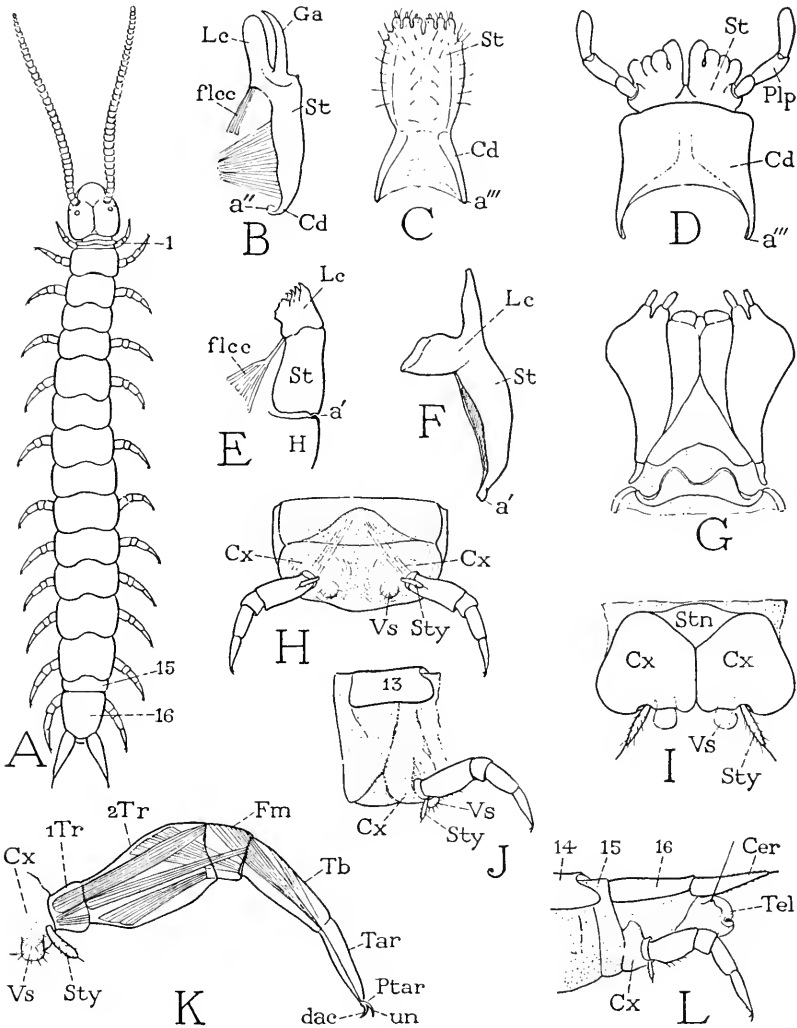 Ga
Lc
flcc
St
a''
Cd
B
St
Cd
a'''
C
St
Plp
Cd
a'''
D
1
15
16
A
Lc
flcc
St
a'
E
H
Lc
St
F
a'
G
Cx
Cx
Vs
Sty
H
Stn
Cx
Cx
Vs
Sty
I
13
Cx
Vs
Sty
J
Cx
1Tr
2Tr
Fm
Tb
Tar
Ptar
un
dac
Vs
Sty
K
14
15
16
Cer
Tel
Cx
L